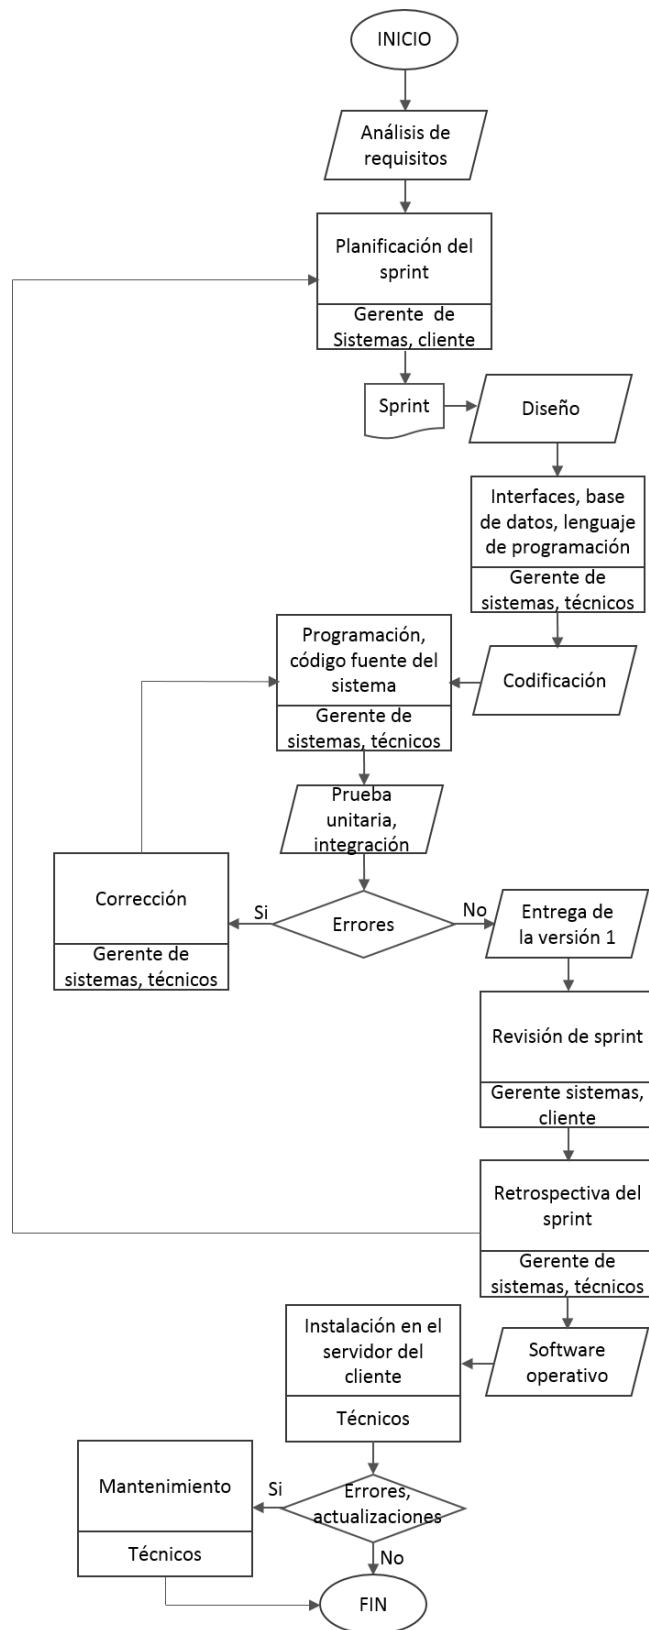 INICIO
Análisis de
requisitos
Planificación del
sprint
Gerente de
Sistemas, cliente
Sprint
Diseño
Interfaces, base
de datos, lenguaje
de programación
Gerente de
sistemas, técnicos
Codificación
Programación,
código fuente del
sistema
Gerente de
sistemas, técnicos
Prueba
unitaria,
integración
Errores
Si
No
Corrección
Gerente de
sistemas, técnicos
Entrega de
la versión 1
Revisión de sprint
Gerente sistemas,
cliente
Retrospectiva del
sprint
Gerente de
sistemas, técnicos
Software
operativo
Instalación en el
servidor del
cliente
Técnicos
Errores,
actualizaciones
Si
No
Mantenimiento
Técnicos
FIN